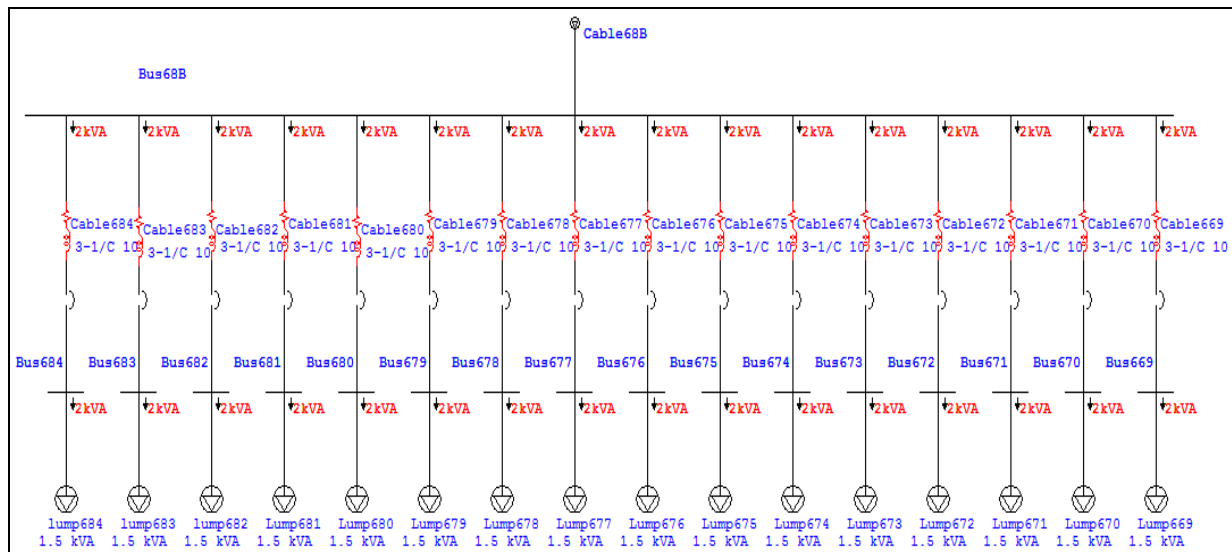 Cable68B
Bus68B
2kVA 2kVA 2kVA 2kVA 2kVA 2kVA 2kVA 2kVA 2kVA 2kVA 2kVA 2kVA 2kVA 2kVA 2kVA 2kVA
Cable684 Cable683 Cable682 Cable681 Cable680 Cable679 Cable678 Cable677 Cable676 Cable675 Cable674 Cable673 Cable672 Cable671 Cable670 Cable669
3-1/C 10 3-1/C 10 3-1/C 10 3-1/C 10 3-1/C 10 3-1/C 10 3-1/C 10 3-1/C 10 3-1/C 10 3-1/C 10 3-1/C 10 3-1/C 10 3-1/C 10 3-1/C 10 3-1/C 10 3-1/C 10
Bus684 Bus683 Bus682 Bus681 Bus680 Bus679 Bus678 Bus677 Bus676 Bus675 Bus674 Bus673 Bus672 Bus671 Bus670 Bus669
2kVA 2kVA 2kVA 2kVA 2kVA 2kVA 2kVA 2kVA 2kVA 2kVA 2kVA 2kVA 2kVA 2kVA 2kVA 2kVA
lump684 lump683 lump682 Lump681 Lump680 Lump679 Lump678 Lump677 Lump676 Lump675 Lump674 Lump673 Lump672 Lump671 Lump670 Lump669
1.5 kVA 1.5 kVA 1.5 kVA 1.5 kVA 1.5 kVA 1.5 kVA 1.5 kVA 1.5 kVA 1.5 kVA 1.5 kVA 1.5 kVA 1.5 kVA 1.5 kVA 1.5 kVA 1.5 kVA 1.5 kVA